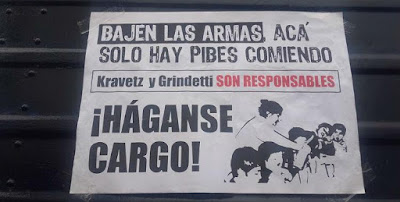 BAJEN LAS ARMAS, ACÁ
SOLO HAY PIBES COMIENDO
Kravetz y Grindetti SON RESPONSABLES
¡HÁGANSE
CARGO!